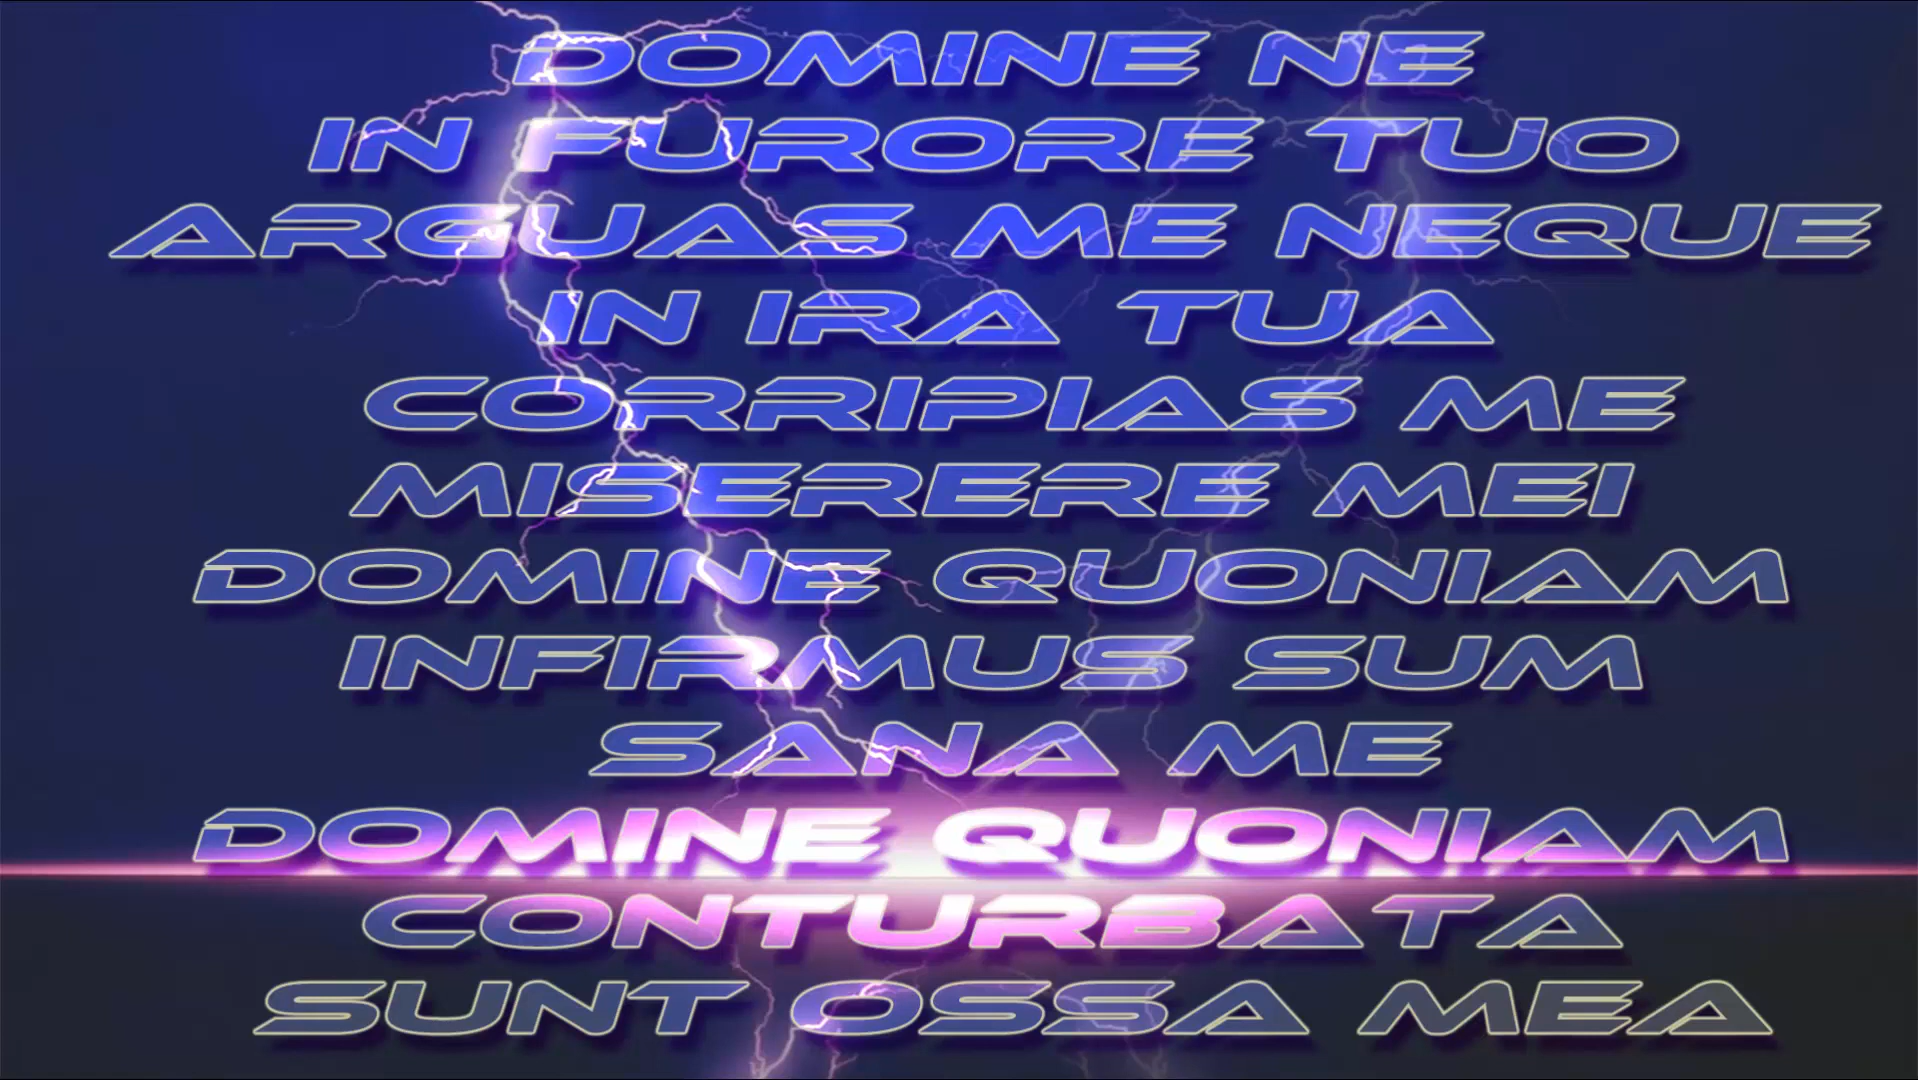 DOMINE NE
IN FURORE TUO
ARGUAS ME NEQUE
IN IRA TUA
CORRIPIAS ME
MISERERE MEI
DOMINE QUONIAM
INFIRMUS SUM
SANA ME
DOMINE QUONIAM
CONTURBATA
SUNT OSSA MEA